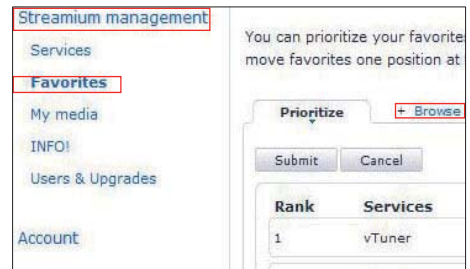 Streamium management
Services
Favorites
My media
INFO!
Users & Upgrades
Account
You can prioritize your favorites
move favorites one position at
Prioritize
+ Browse
Submit
Cancel
Rank Services
1 vTuner